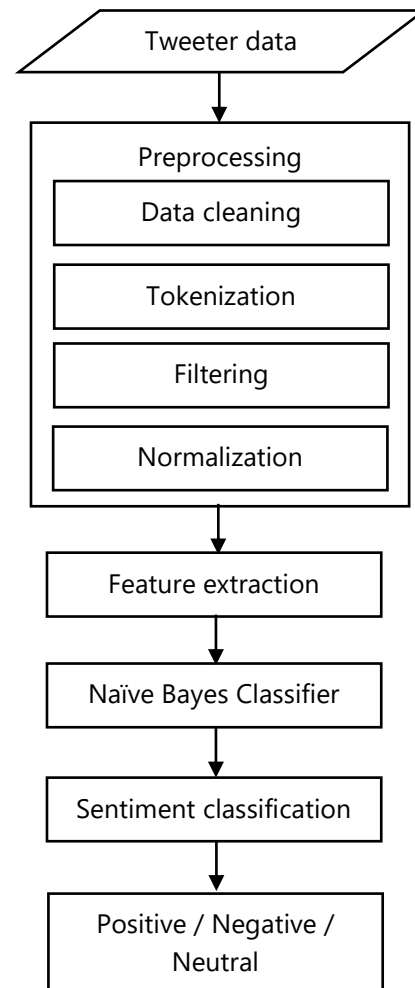 Tweeter data
Preprocessing
Data cleaning
Tokenization
Filtering
Normalization
Feature extraction
Naïve Bayes Classifier
Sentiment classification
Positive / Negative /
Neutral